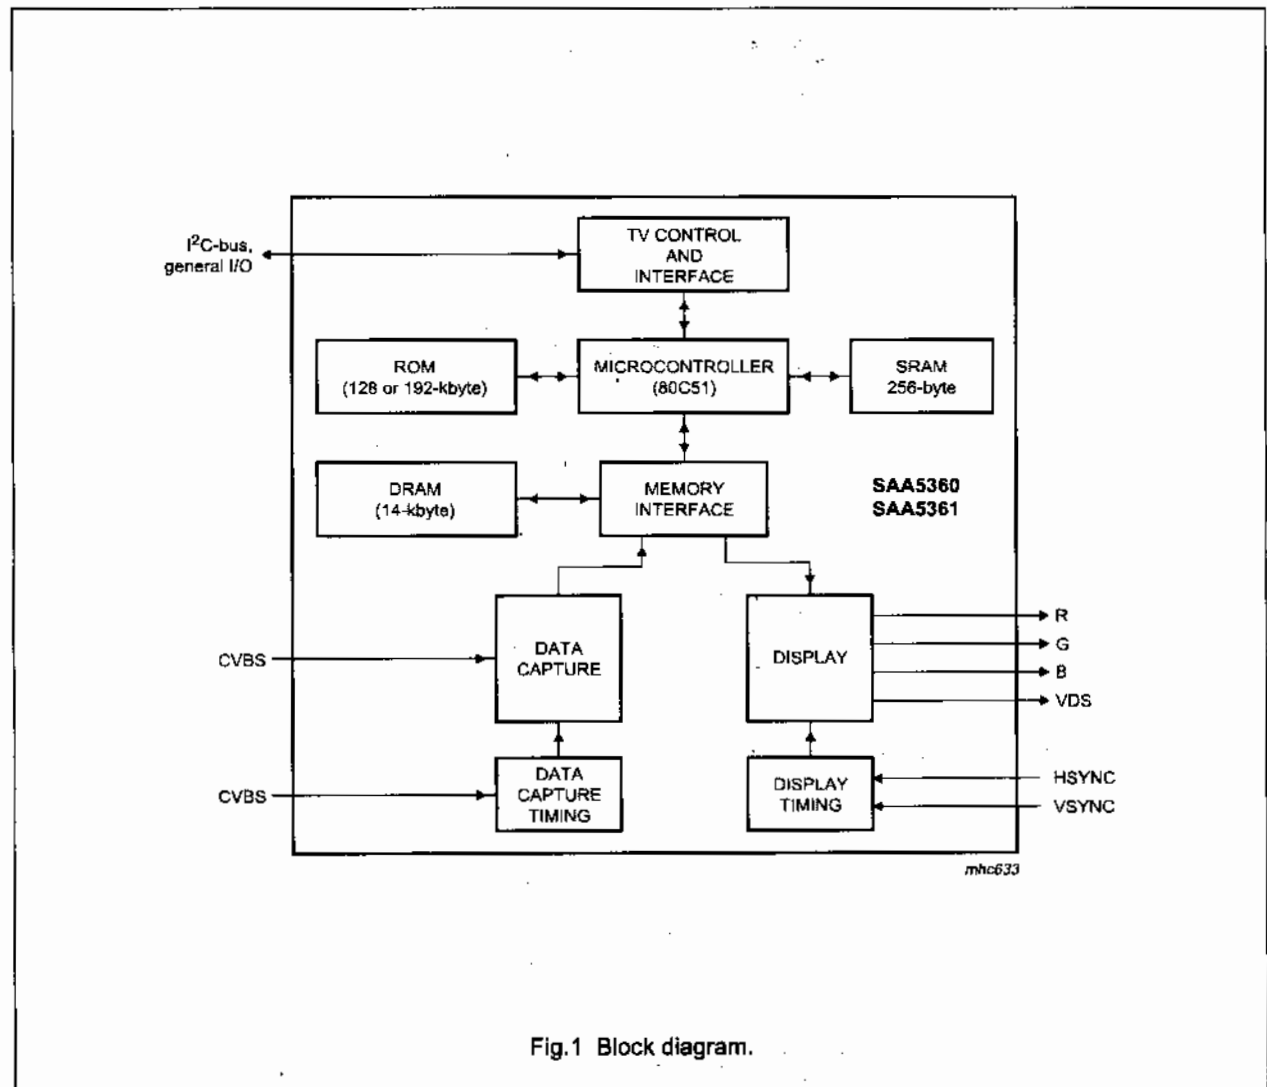 TV CONTROL
AND
INTERFACE
I²C-bus,
general I/O
ROM
(128 or 192-kbyte)
MICROCONTROLLER
(80C51)
SRAM
256-byte
DRAM
(14-kbyte)
MEMORY
INTERFACE
SAA5360
SAA5361
CVBS
DATA
CAPTURE
DISPLAY
R
G
B
VDS
CVBS
DATA
CAPTURE
TIMING
DISPLAY
TIMING
HSYNC
VSYNC
mhc633
Fig.1 Block diagram.